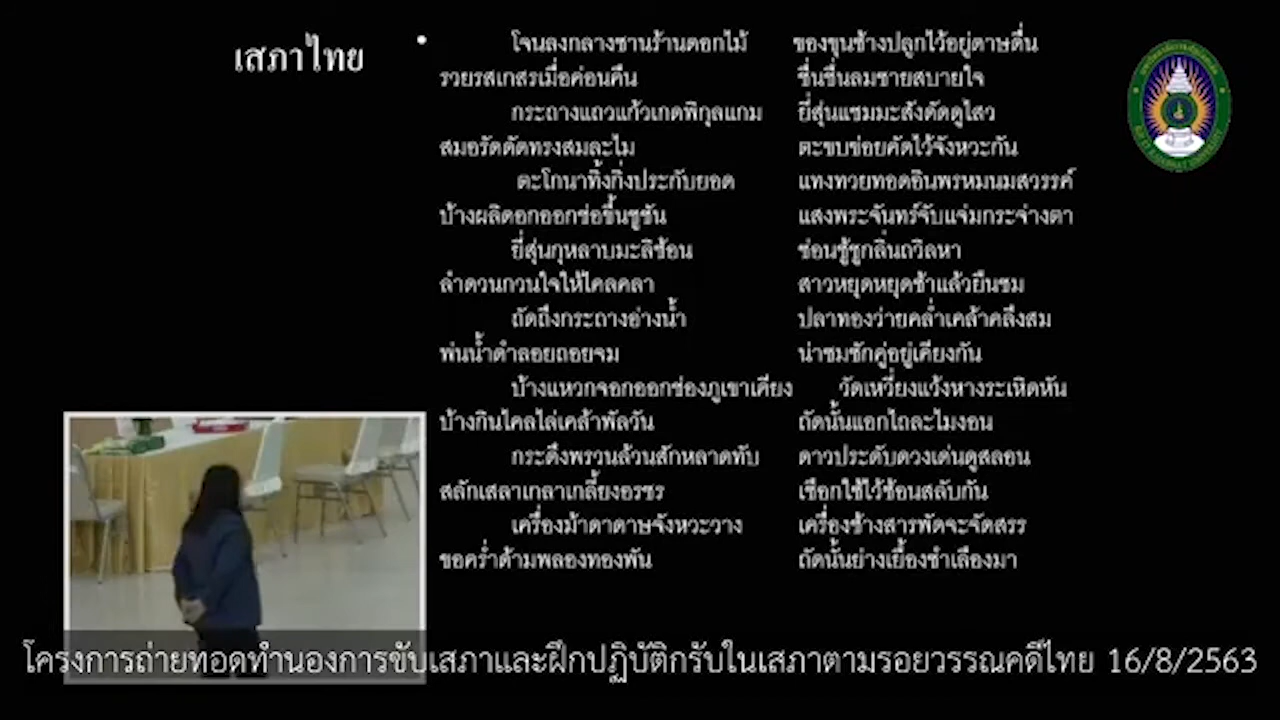 เสภาไทย
• โจนลงกลางชานร้านดอกไม้ ของขุนช้างปลูกไว้อยู่ดาษดื่น
รวยรสเกสรเมื่อค่อนคืน ชื่นชื่นลมชายสบายใจ
กระถางแถวแก้วเกดพิกุลแกม ยี่สุ่นแซมมะสังดัดดูไสว
สมอรัดดัดทรงสมละไม ตะขบข่อยคัดไว้จังหวะกัน
ตะโกนาทิ้งกิ่งประกับยอด แทงทวยทอดอินพรหมนมสวรรค์
บ้างผลิดอกออกช่อขึ้นชูชัน แสงพระจันทร์จับแจ่มกระจ่างตา
ยี่สุ่นกุหลาบมะลิซ้อน ซ่อนชู้ชูกลิ่นถวิลหา
ลำดวนกวนใจให้ไคลคลา สาวหยุดหยุดช้าแล้วยืนชม
ถัดถึงกระถางอ่างน้ำ ปลาทองว่ายคล่ำเคล้าคลึงสม
พ่นน้ำดำลอยถอยจม น่าชมชักคู่อยู่เคียงกัน
บ้างแหวกจอกออกช่องภูเขาเคียง วัดเหวี่ยงแว้งหางระเหิดหัน
บ้างกินไคลไล่เคล้าพัลวัน ถัดนั้นแอกไถละไมงอน
กระดึงพรวนล้วนสักหลาดทับ ดาวประดับดวงเด่นดูสลอน
สลักเสลาเกลาเกลี้ยงอรชร เชือกใช้ไว้ซ้อนสลับกัน
เครื่องม้าดาดาษจังหวะวาง เครื่องช้างสารพัดจะจัดสรร
ขอคร่ำด้ามพลองทองพัน ถัดนั้นย่างเยื้องชำเลืองมา
โครงการถ่ายทอดทำนองการขับเสภาและฝึกปฏิบัติกรับในเสภาตามรอยวรรณคดีไทย 16/8/2563